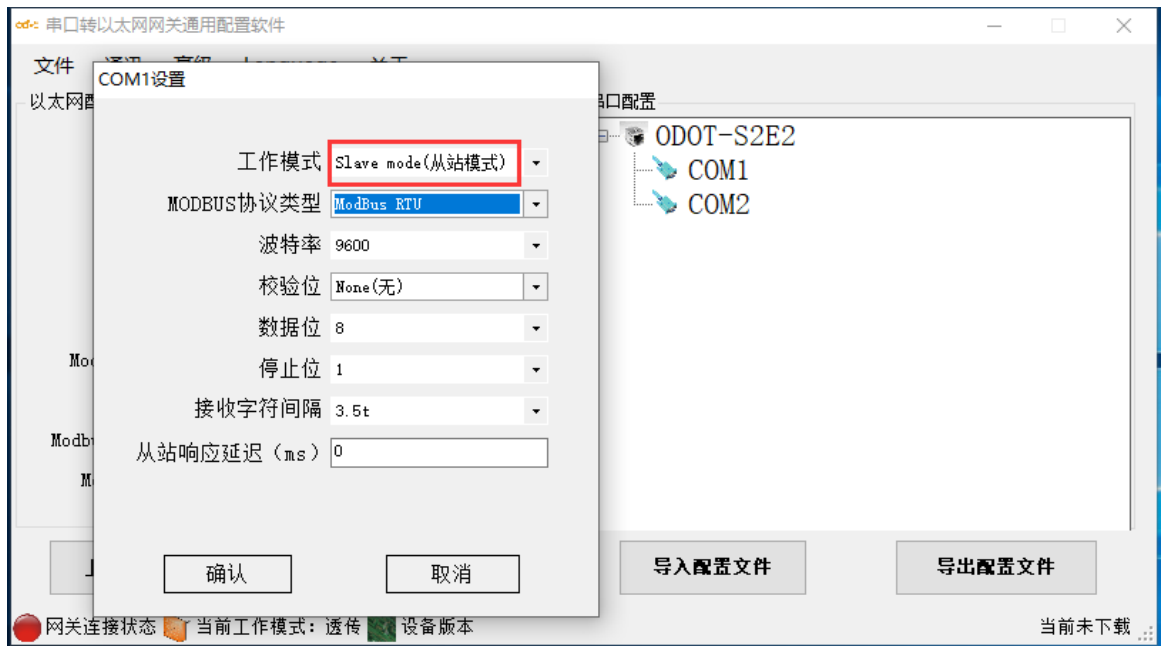 串口转以太网网关通用配置软件
文件
COM1设置
工作模式 Slave mode(从站模式)
MODBUS协议类型 ModBus RTU
波特率 9600
校验位 None(无)
数据位 8
停止位 1
接收字符间隔 3.5t
从站响应延迟（ms） 0
确认 取消
以太网
口配置
ODOT-S2E2
COM1
COM2
导入配置文件 导出配置文件
网关连接状态 当前工作模式：透传 设备版本 当前未下载